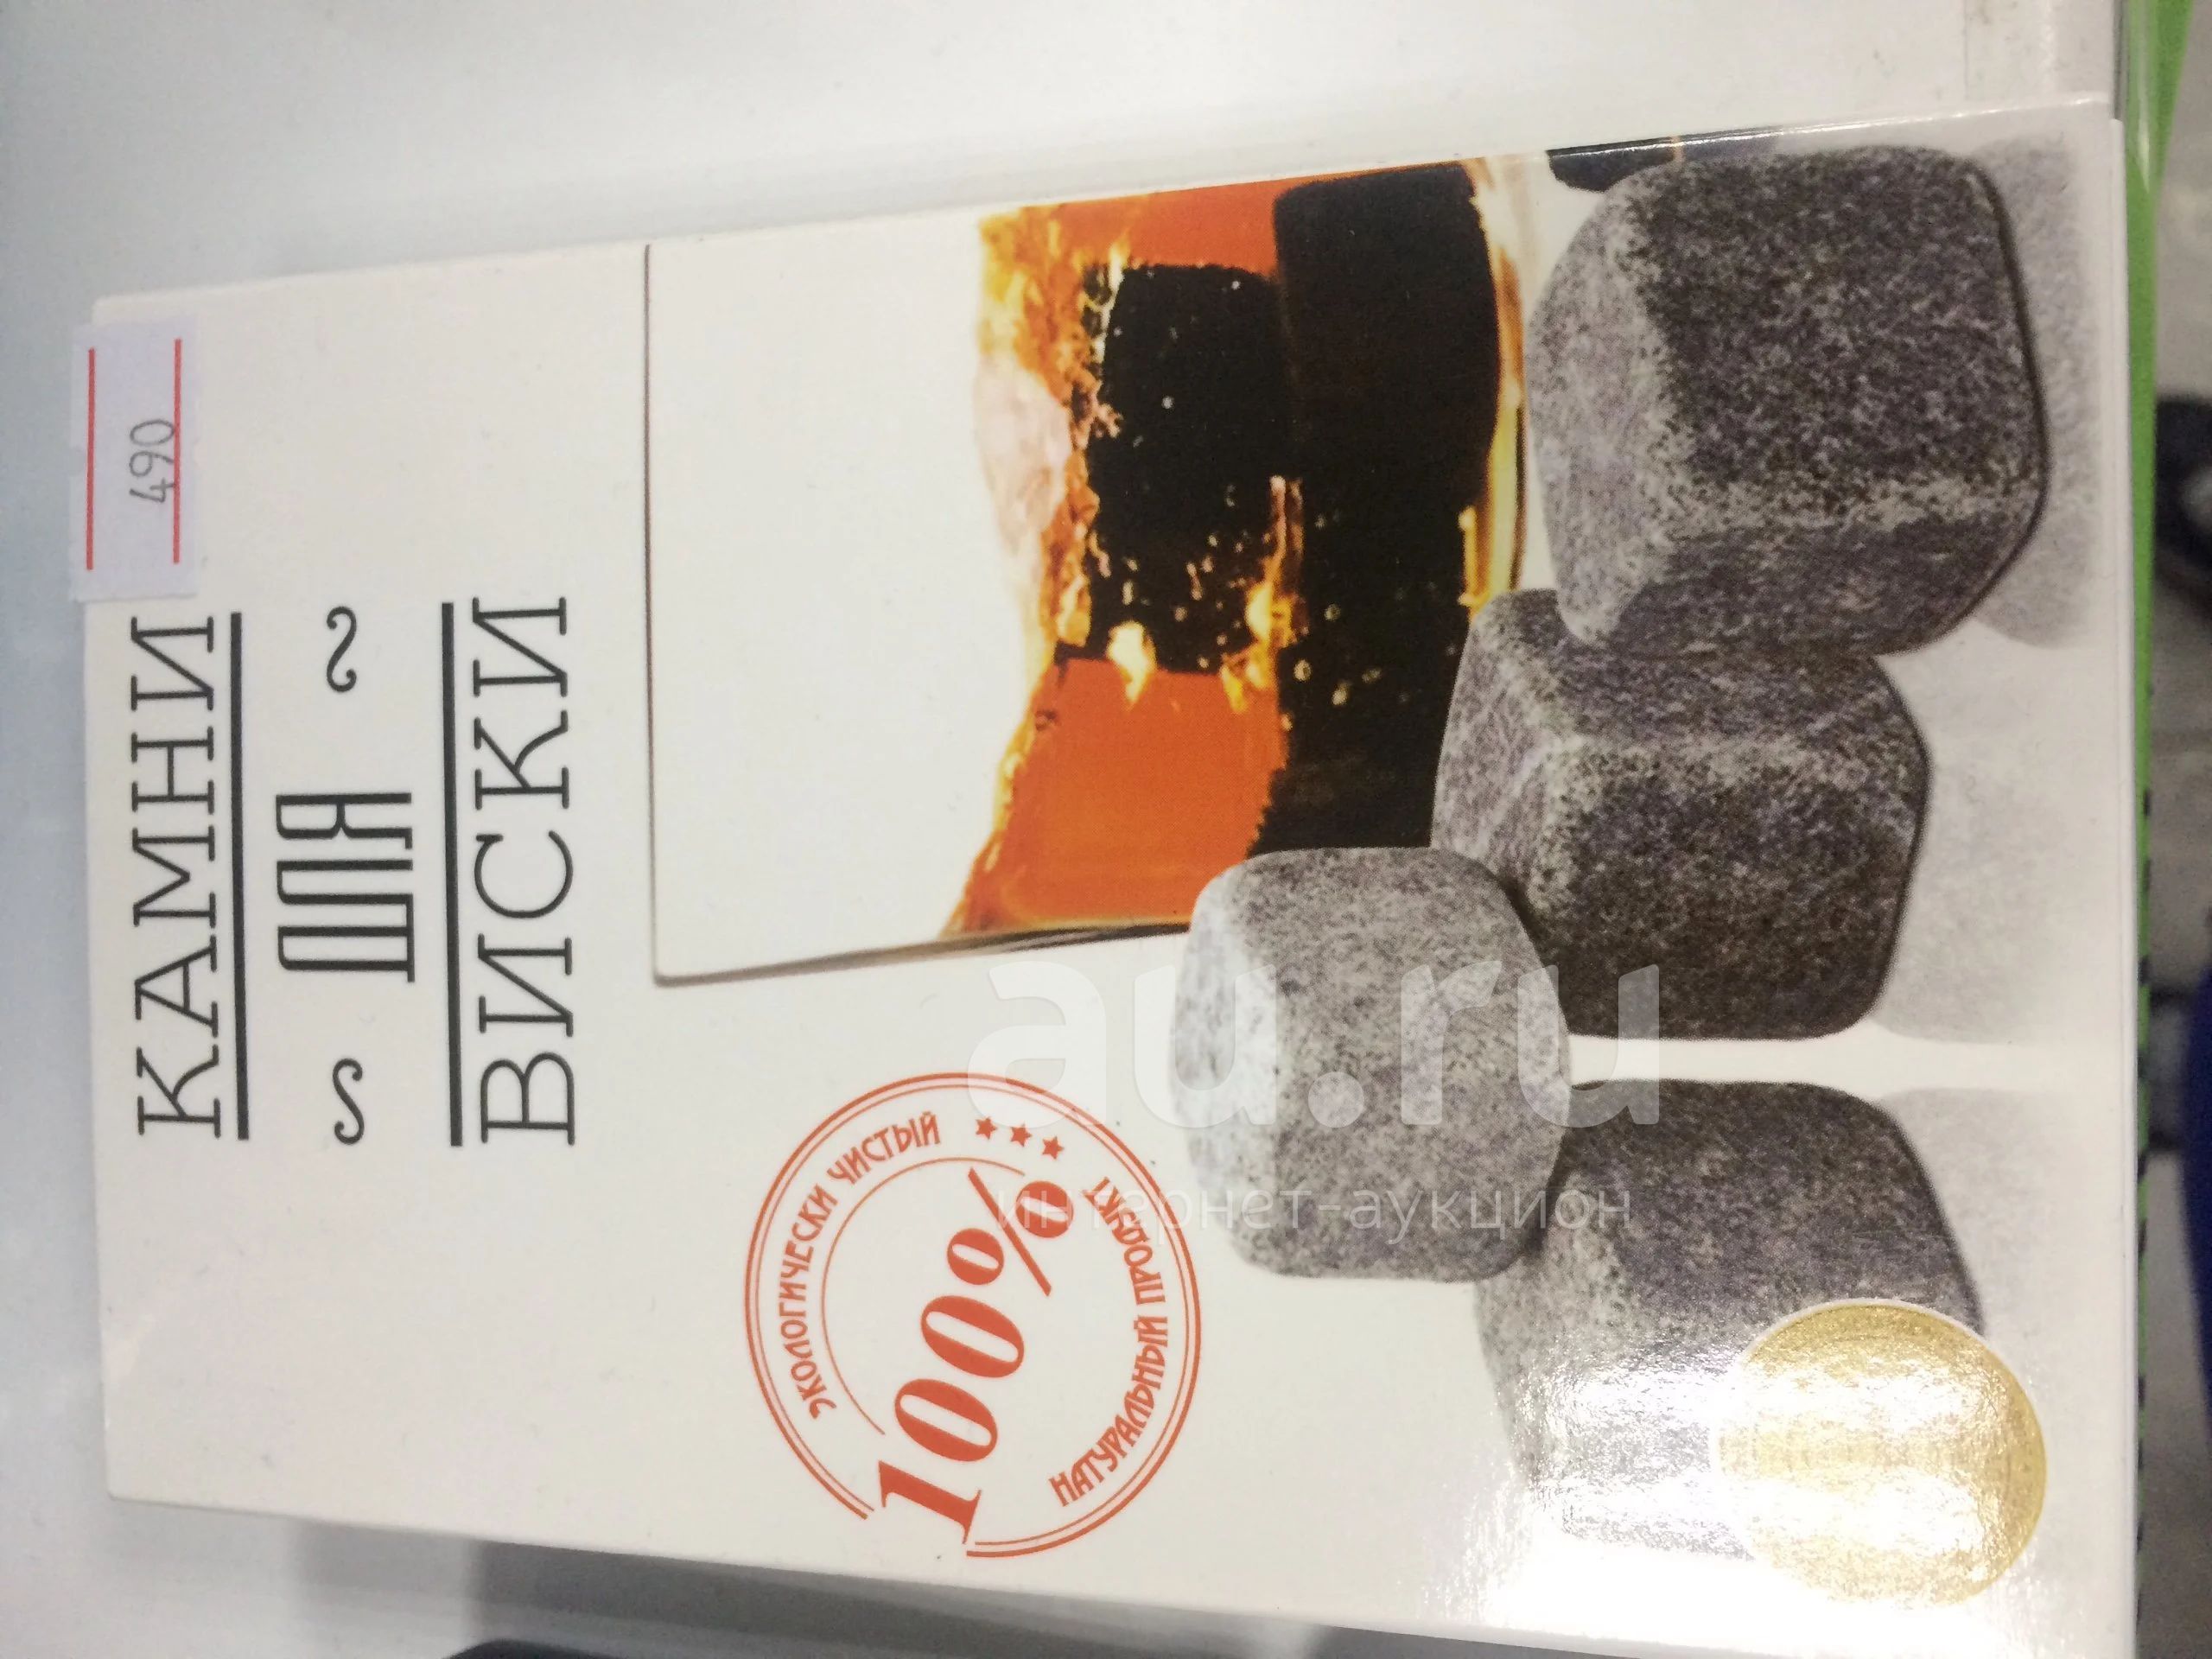 490
КАМНИ
ДЛЯ
ВИСКИ
ЭКОЛОГИЧЕСКИ ЧИСТЫЙ
100%
НАТУРАЛЬНЫЙ ПРОДУКТ
au.ru
интернет-аукцион